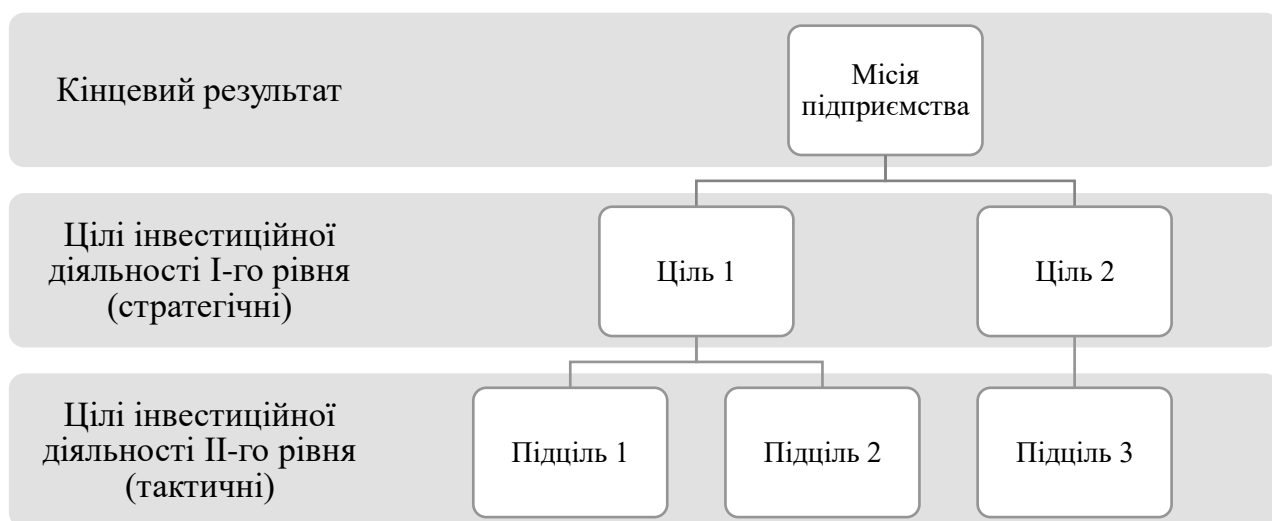 Кінцевий результат
Місія
підприємства
Цілі інвестиційної
діяльності І-го рівня
(стратегічні)
Ціль 1
Ціль 2
Цілі інвестиційної
діяльності ІІ-го рівня
(тактичні)
Підціль 1
Підціль 2
Підціль 3